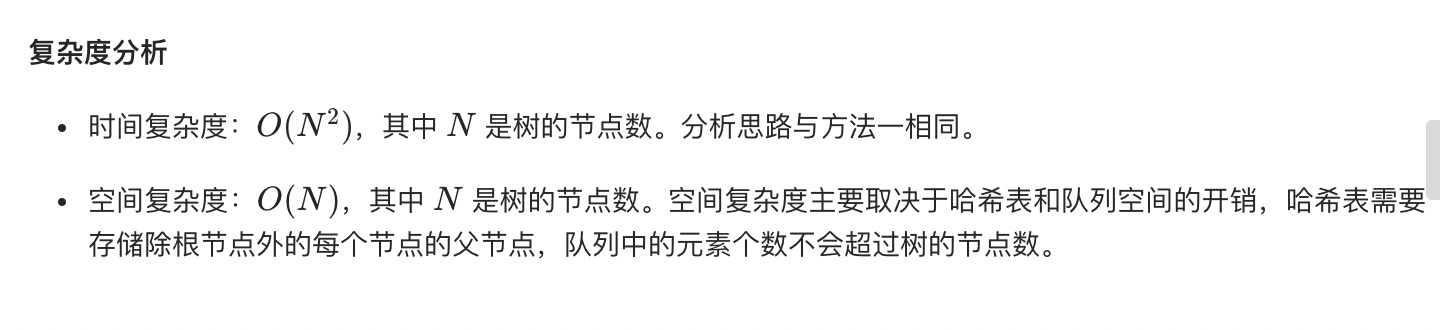 复杂度分析
• 时间复杂度：O(N²)，其中 N 是树的节点数。分析思路与方法一相同。
• 空间复杂度：O(N)，其中 N 是树的节点数。空间复杂度主要取决于哈希表和队列空间的开销，哈希表需要
存储除根节点外的每个节点的父节点，队列中的元素个数不会超过树的节点数。